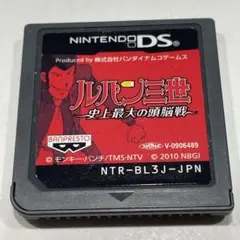 NINTENDO DS
Produced by 株式会社バンダイナムコゲームス
ルパン三世
史上最大の頭脳戦
BANPRESTO
V-0906489
©モンキー・パンチ/TMS・NTV © 2010 NBGI
NTR-BL3J-JPN